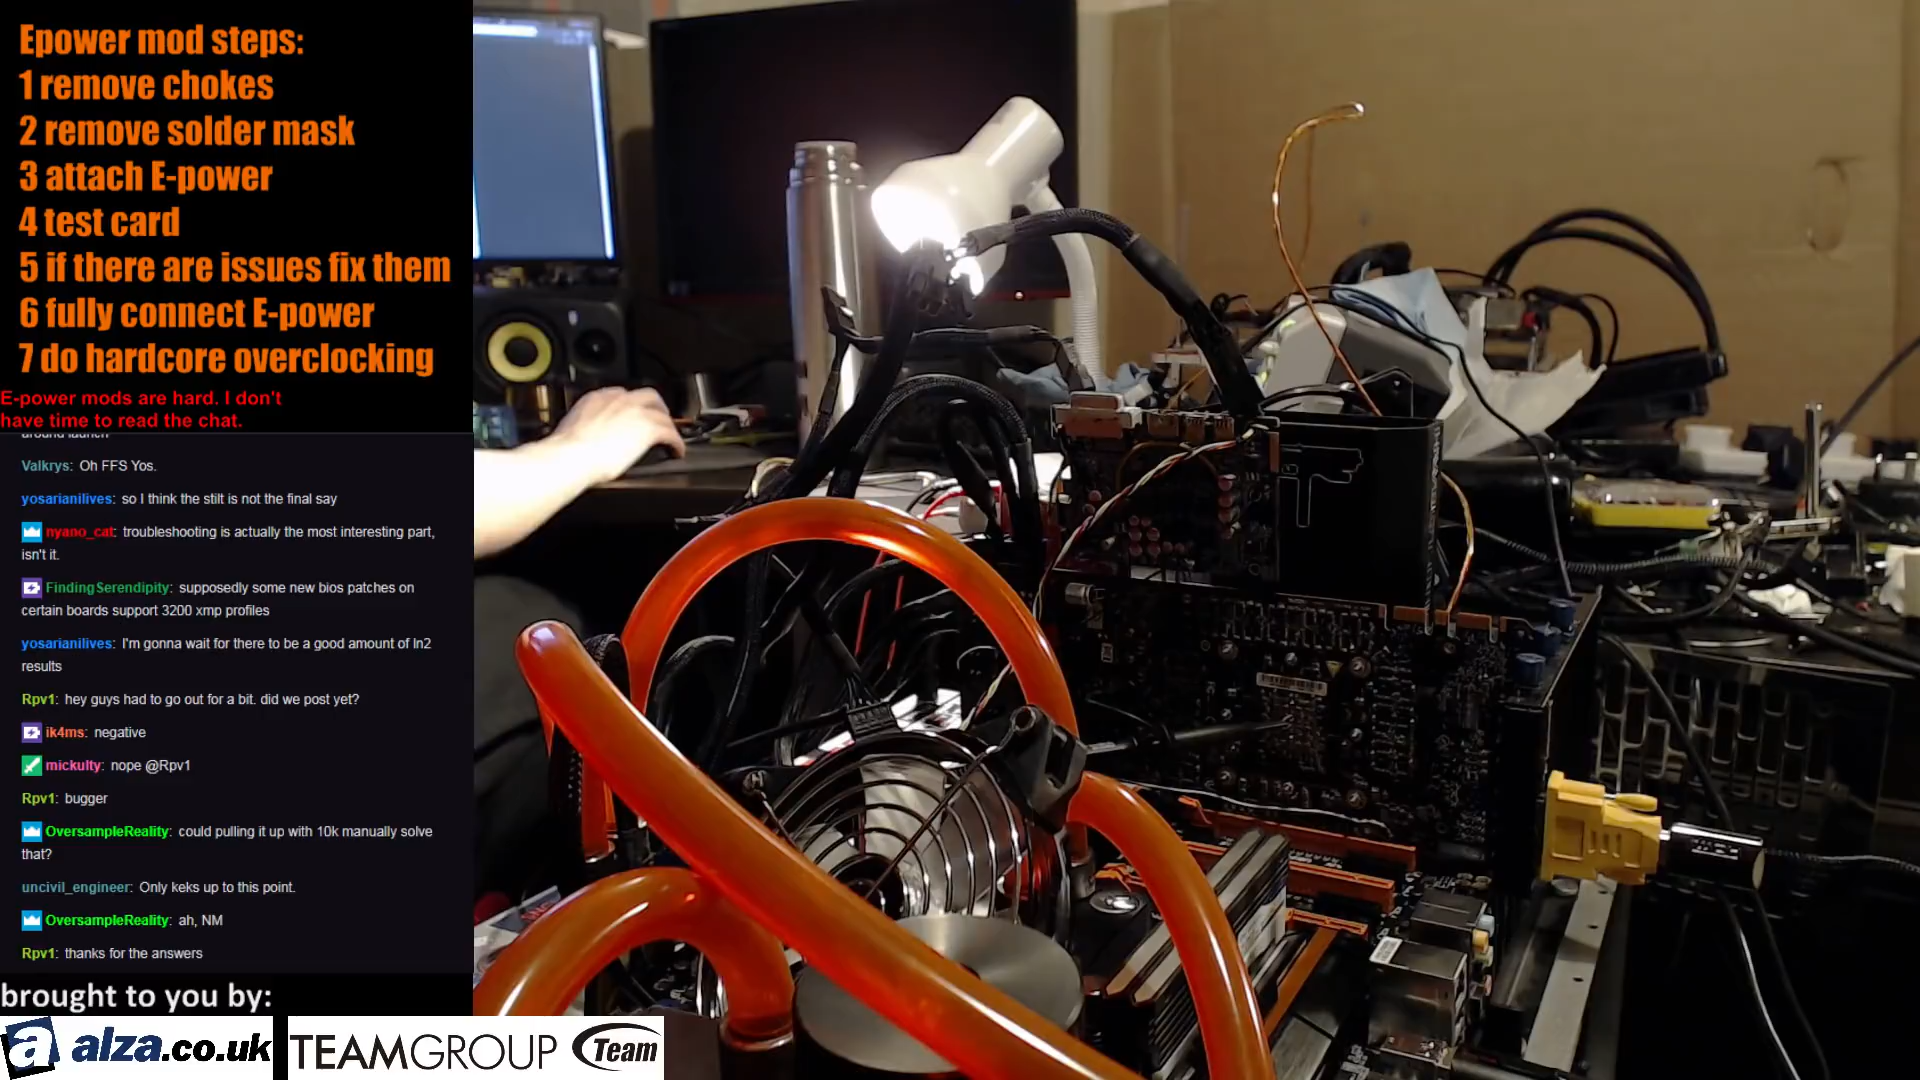 Epower mod steps:
1 remove chokes
2 remove solder mask
3 attach E-power
4 test card
5 if there are issues fix them
6 fully connect E-power
7 do hardcore overclocking
E-power mods are hard. I don't
have time to read the chat.
around launch
Valkrys: Oh FFS Yos.
yosarianilives: so I think the stilt is not the final say
nyano_cat: troubleshooting is actually the most interesting part,
isn't it.
FindingSerendipity: supposedly some new bios patches on
certain boards support 3200 xmp profiles
yosarianilives: I'm gonna wait for there to be a good amount of ln2
results
Rpv1: hey guys had to go out for a bit. did we post yet?
ik4ms: negative
mickulty: nope @Rpv1
Rpv1: bugger
OversampleReality: could pulling it up with 10k manually solve
that?
uncivil_engineer: Only keks up to this point.
OversampleReality: ah, NM
Rpv1: thanks for the answers
brought to you by:
a alza.co.uk
TEAMGROUP Team